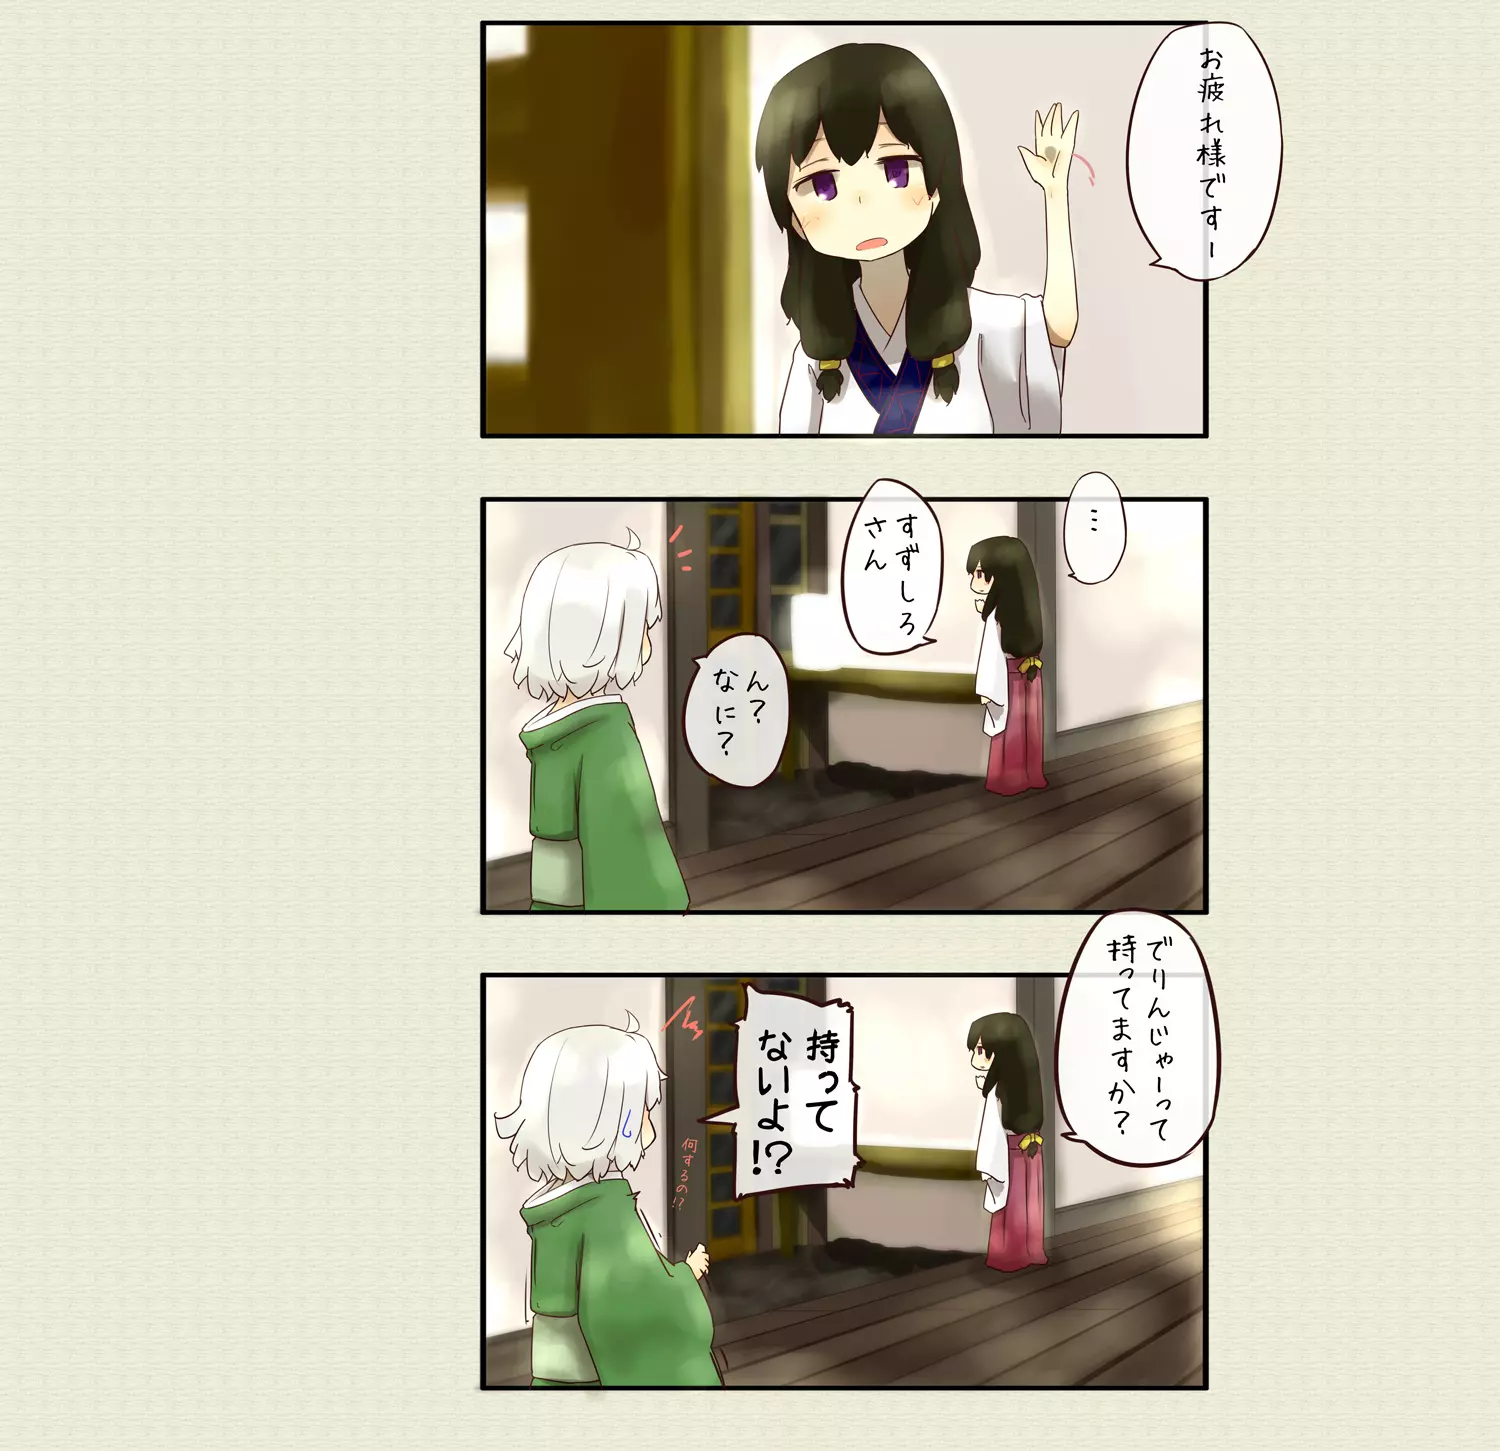 お疲れ様ですー
…
すずしろ
さん
ん？
なに？
でりんじゃーって
持ってますか？
持って
ないよ!?
何するの!?